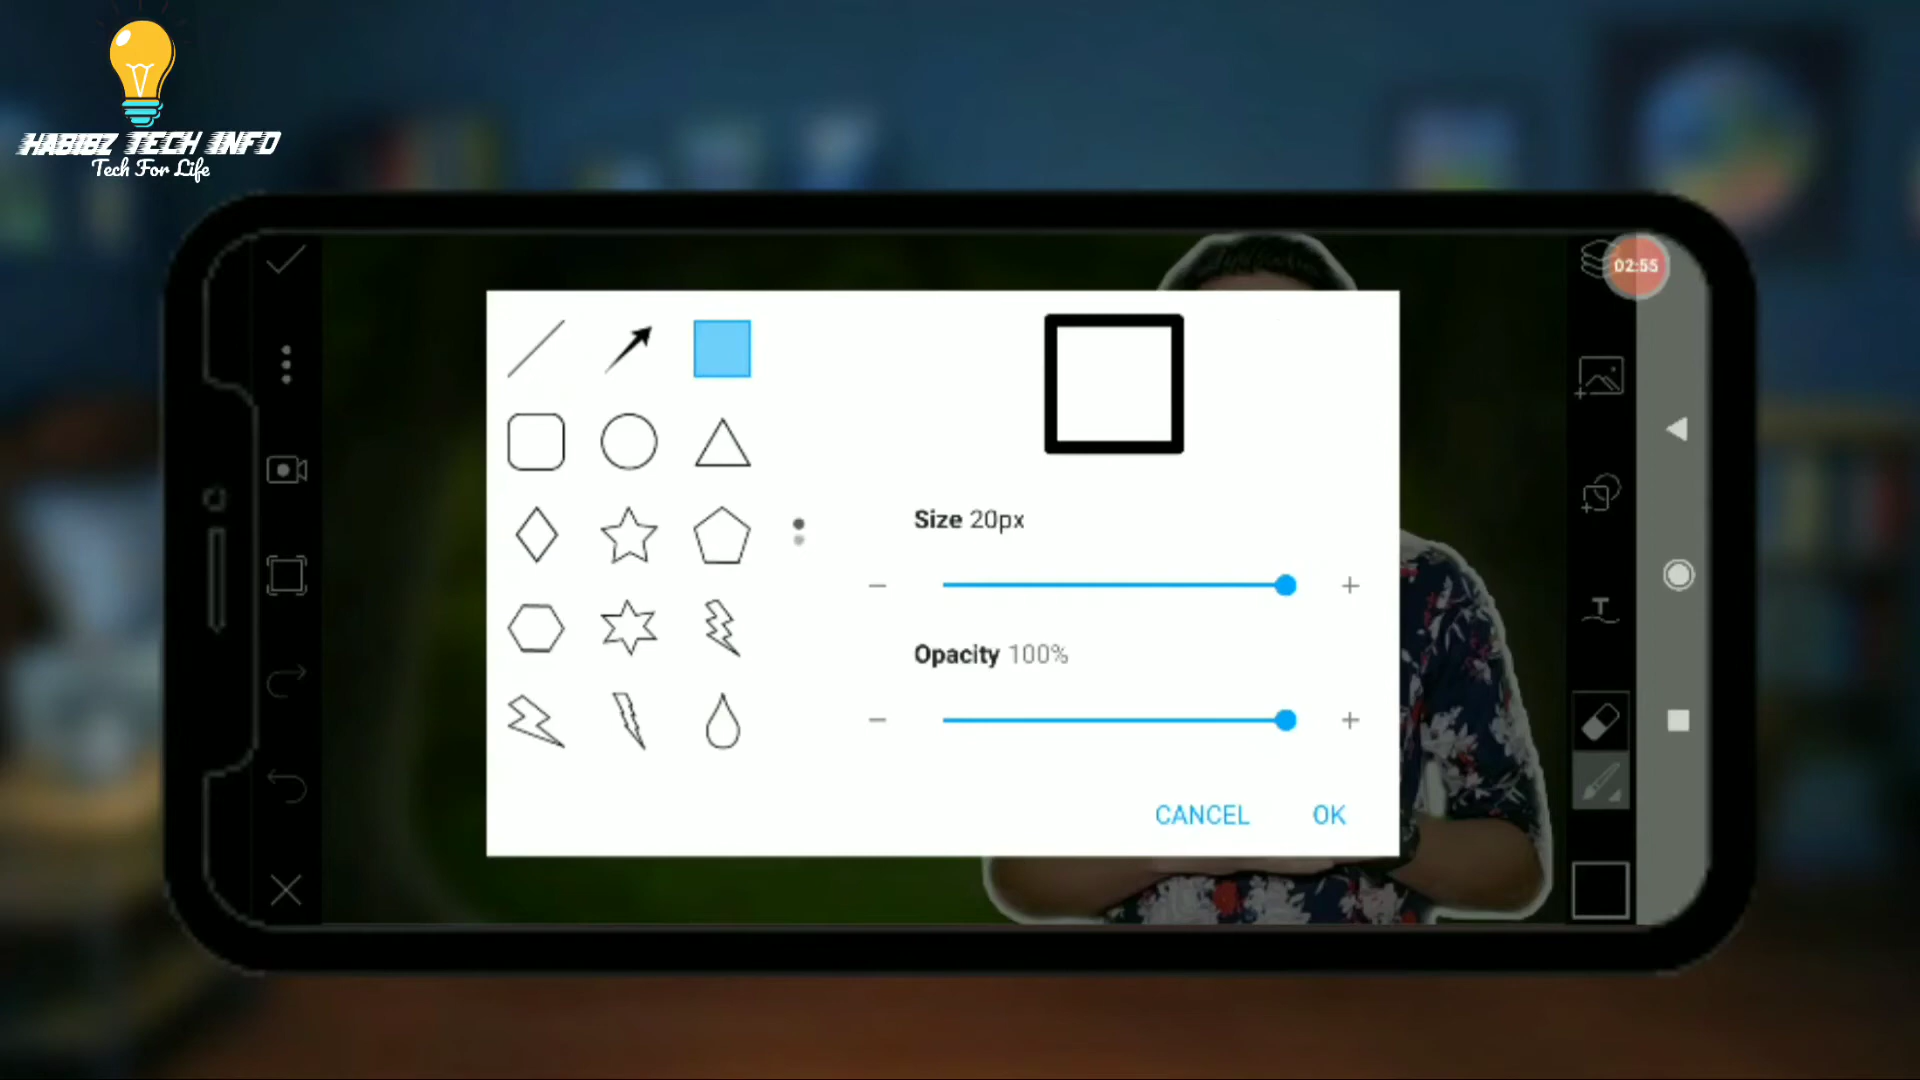 HABIBZ TECH INFO
Tech For Life
02:55
Size 20px
Opacity 100%
CANCEL OK